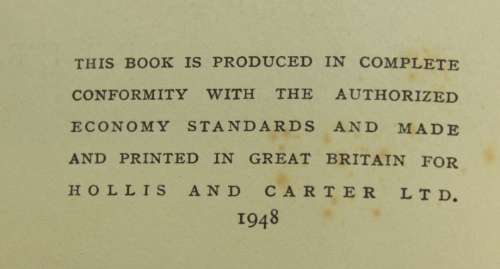 THIS BOOK IS PRODUCED IN COMPLETE
CONFORMITY WITH THE AUTHORIZED
ECONOMY STANDARDS AND MADE
AND PRINTED IN GREAT BRITAIN FOR
HOLLIS AND CARTER LTD.
1948